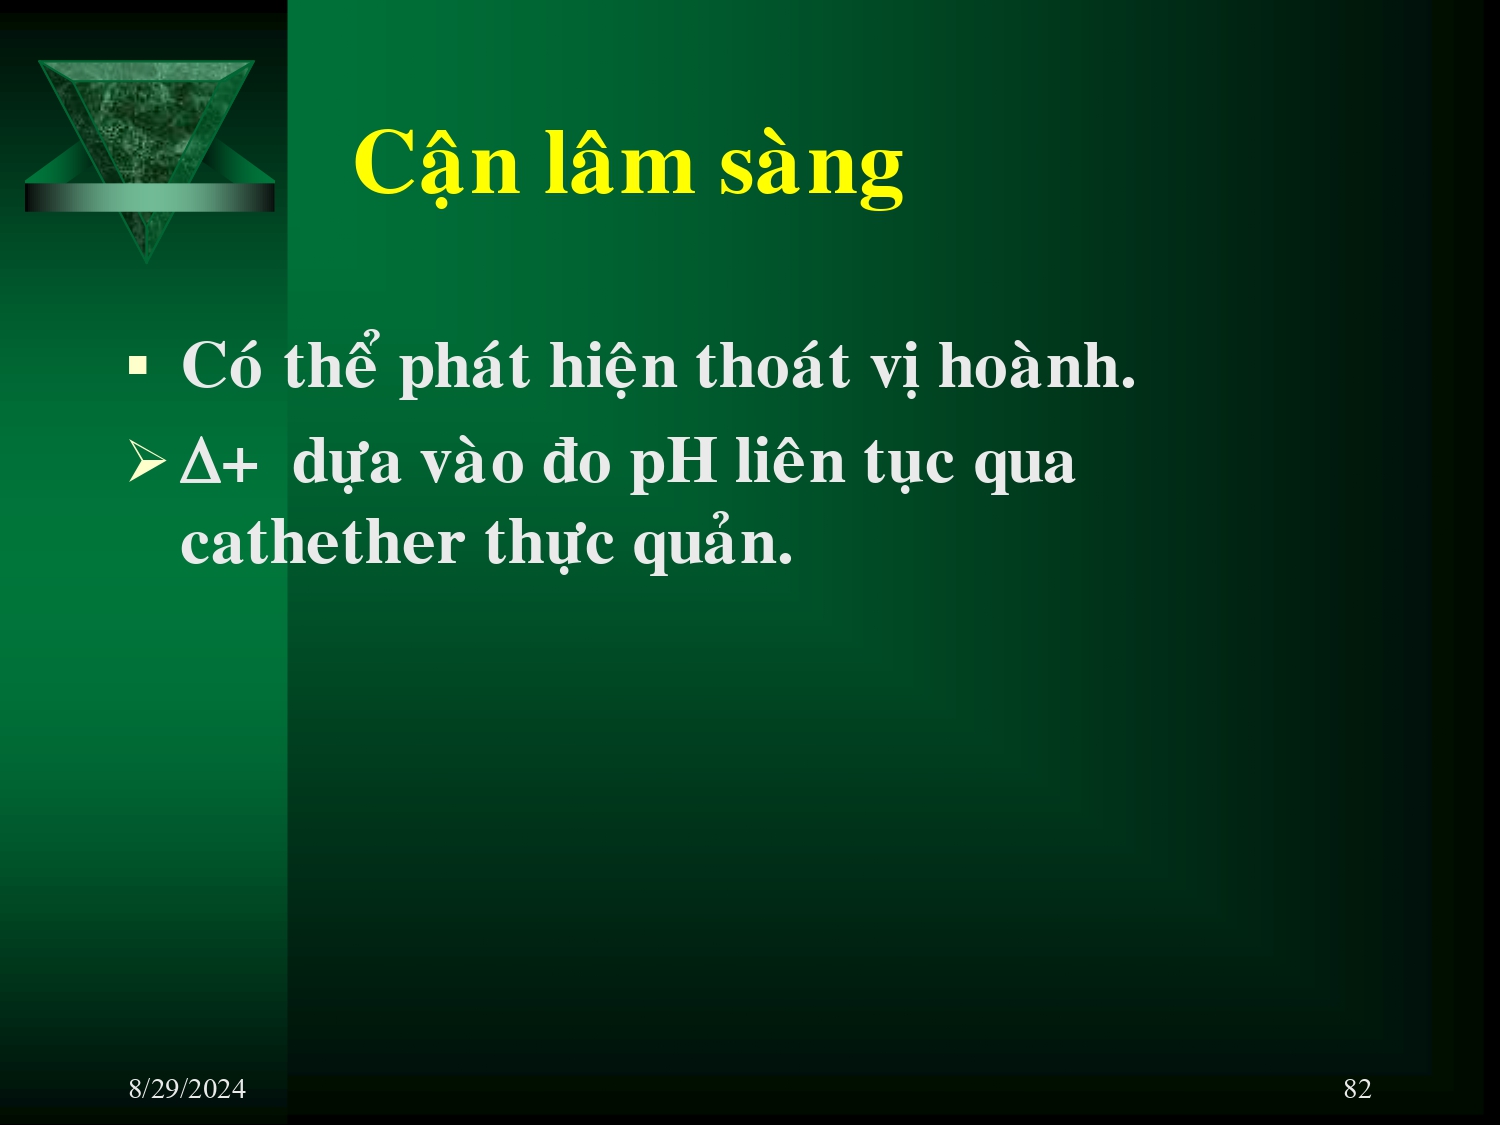 Cận lâm sàng
▪ Có thể phát hiện thoát vị hoành.
➢ Δ+ dựa vào đo pH liên tục qua
cathether thực quản.
8/29/2024
82